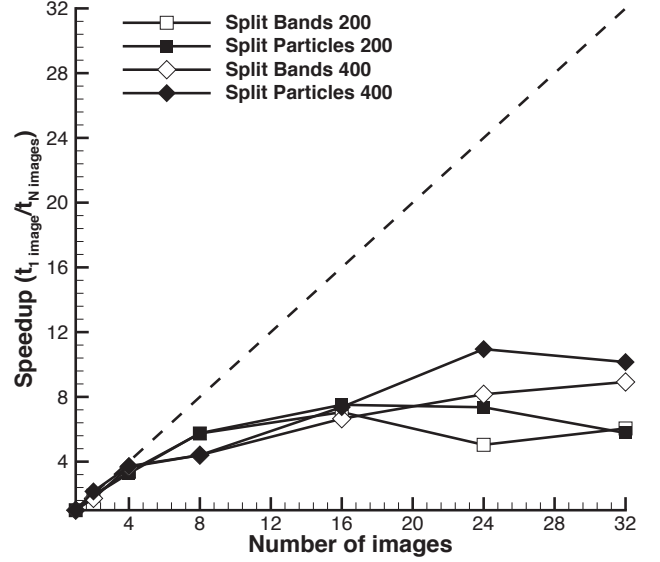 32
28
24
20
16
12
8
4
Speedup (t1 image/tN images)
Split Bands 200
Split Particles 200
Split Bands 400
Split Particles 400
4 8 12 16 20 24 28 32
Number of images